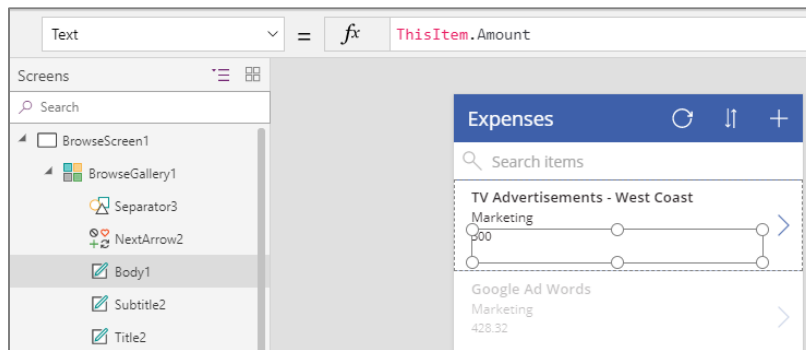 Text = fx ThisItem.Amount
Screens
Search
BrowseScreen1
BrowseGallery1
Separator3
NextArrow2
Body1
Subtitle2
Title2
Expenses
Search items
TV Advertisements - West Coast
Marketing
300
Google Ad Words
Marketing
428.32